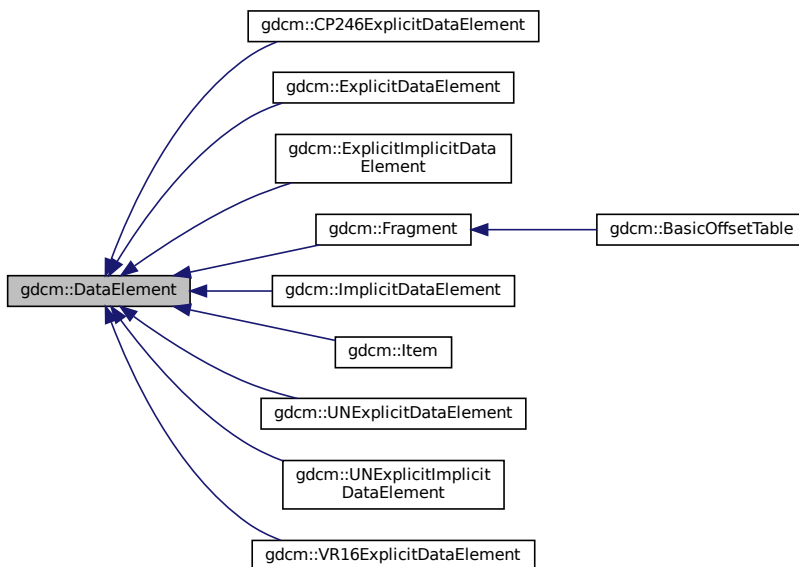 gdcm::CP246ExplicitDataElement
gdcm::ExplicitDataElement
gdcm::ExplicitImplicitData
Element
gdcm::Fragment
gdcm::BasicOffsetTable
gdcm::DataElement
gdcm::ImplicitDataElement
gdcm::Item
gdcm::UNExplicitDataElement
gdcm::UNExplicitImplicit
DataElement
gdcm::VR16ExplicitDataElement